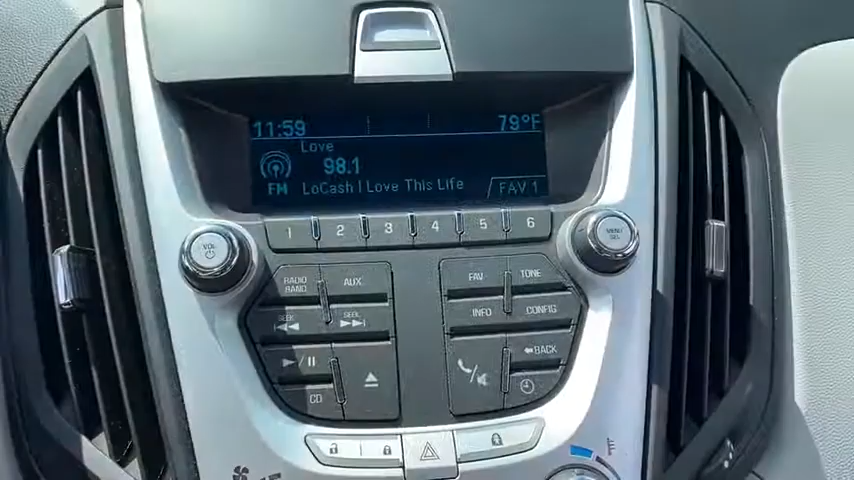 11:59 79°F
Love
98.1
FM LoCash I Love This Life FAV 1
1 2 3 4 5 6
VOL
MENU
SEL
RADIO
BAND
AUX FAV TONE
SEEK SEEK INFO CONFIG
BACK
CD